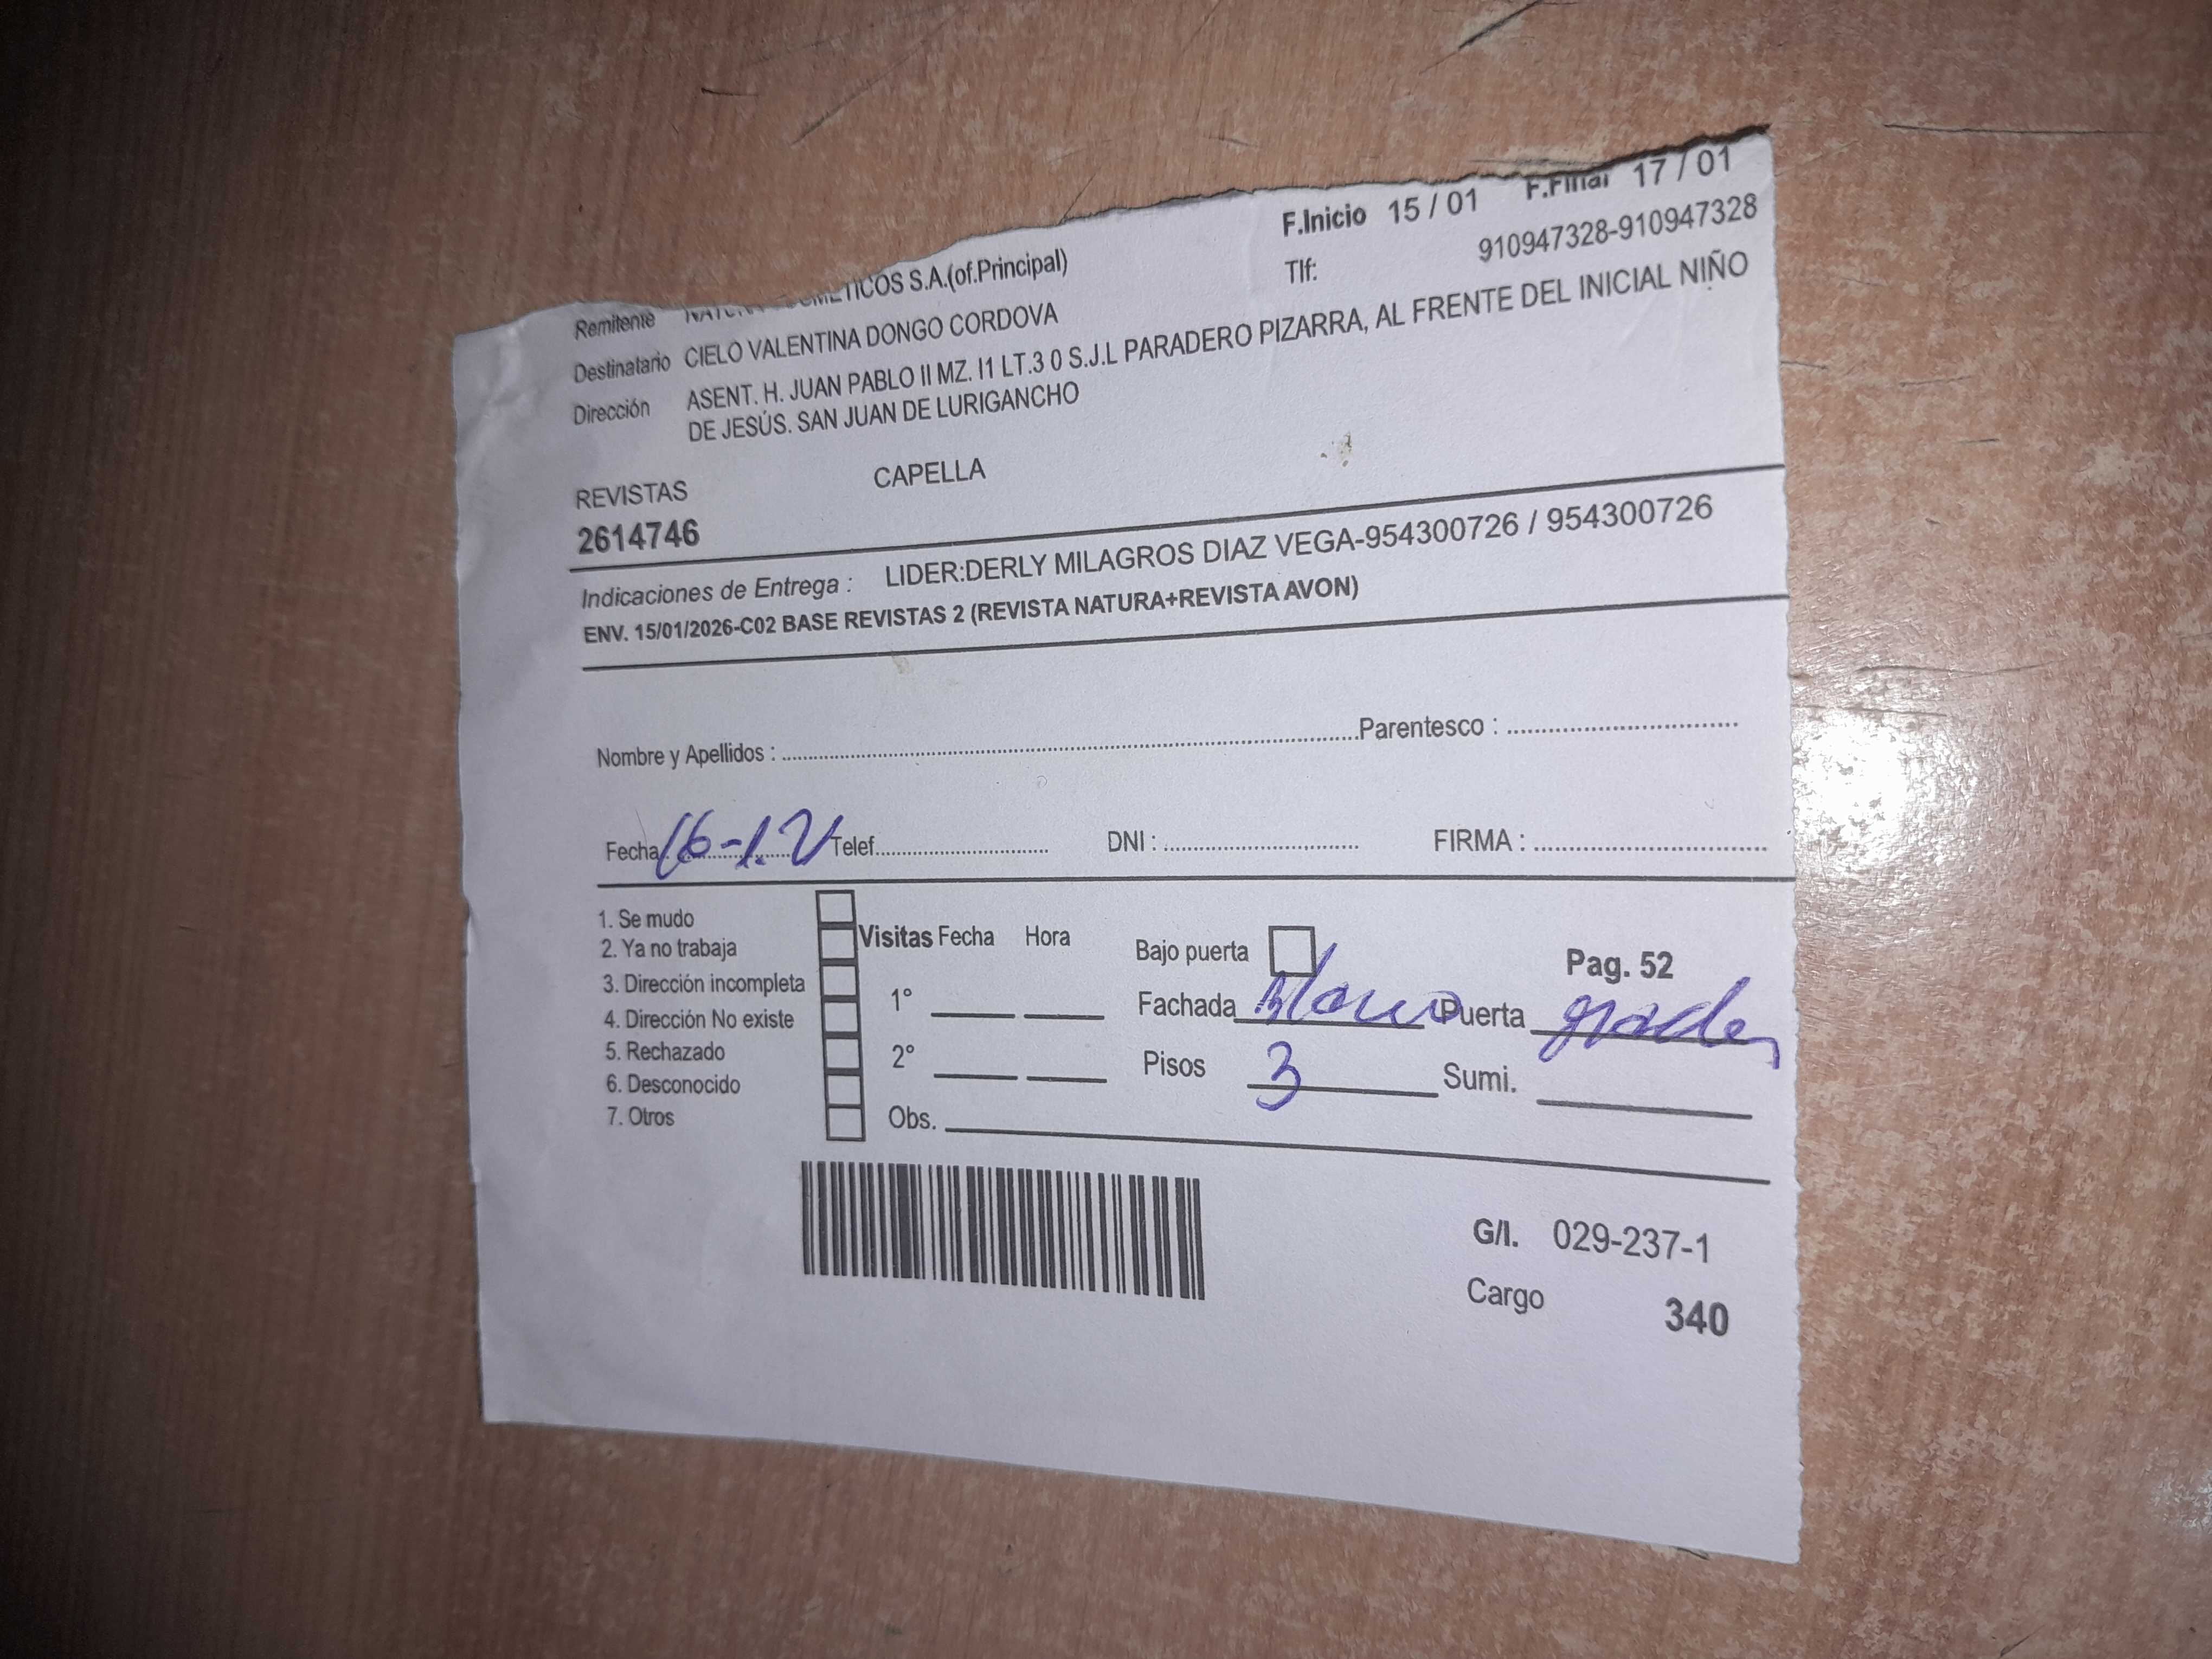 F.Inicio 15 / 01 F.Final 17 / 01
Remitente COSMETICOS S.A.(of.Principal)
Tlf: 910947328-910947328
Destinatario CIELO VALENTINA DONGO CORDOVA
Dirección ASENT. H. JUAN PABLO II MZ. I1 LT.3 0 S.J.L PARADERO PIZARRA, AL FRENTE DEL INICIAL NIÑO
DE JESÚS. SAN JUAN DE LURIGANCHO
REVISTAS CAPELLA
2614746
Indicaciones de Entrega : LIDER:DERLY MILAGROS DIAZ VEGA-954300726 / 954300726
ENV. 15/01/2026-C02 BASE REVISTAS 2 (REVISTA NATURA+REVISTA AVON)
Nombre y Apellidos : Parentesco :
Fecha 16-1. Telef. DNI : FIRMA :
1. Se mudo
2. Ya no trabaja
3. Dirección incompleta
4. Dirección No existe
5. Rechazado
6. Desconocido
7. Otros
Visitas Fecha Hora
1°
2°
Obs.
Bajo puerta Pag. 52
Fachada Puerta
Pisos 3 Sumi.
G/I. 029-237-1
Cargo 340